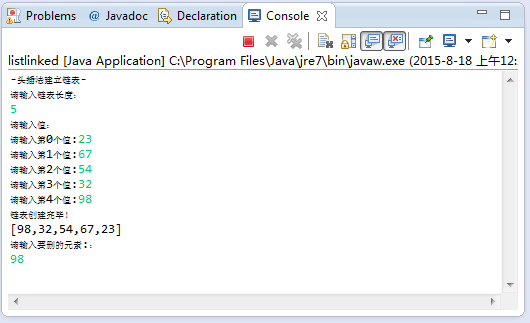 Problems @ Javadoc Declaration Console
listlinked [Java Application] C:\Program Files\Java\jre7\bin\javaw.exe (2015-8-18 上午12:
-头插法建立链表-
请输入链表长度:
5
请输入值:
请输入第0个值:23
请输入第1个值:67
请输入第2个值:54
请输入第3个值:32
请输入第4个值:98
链表创建完毕!
[98,32,54,67,23]
请输入要删的元素::
98